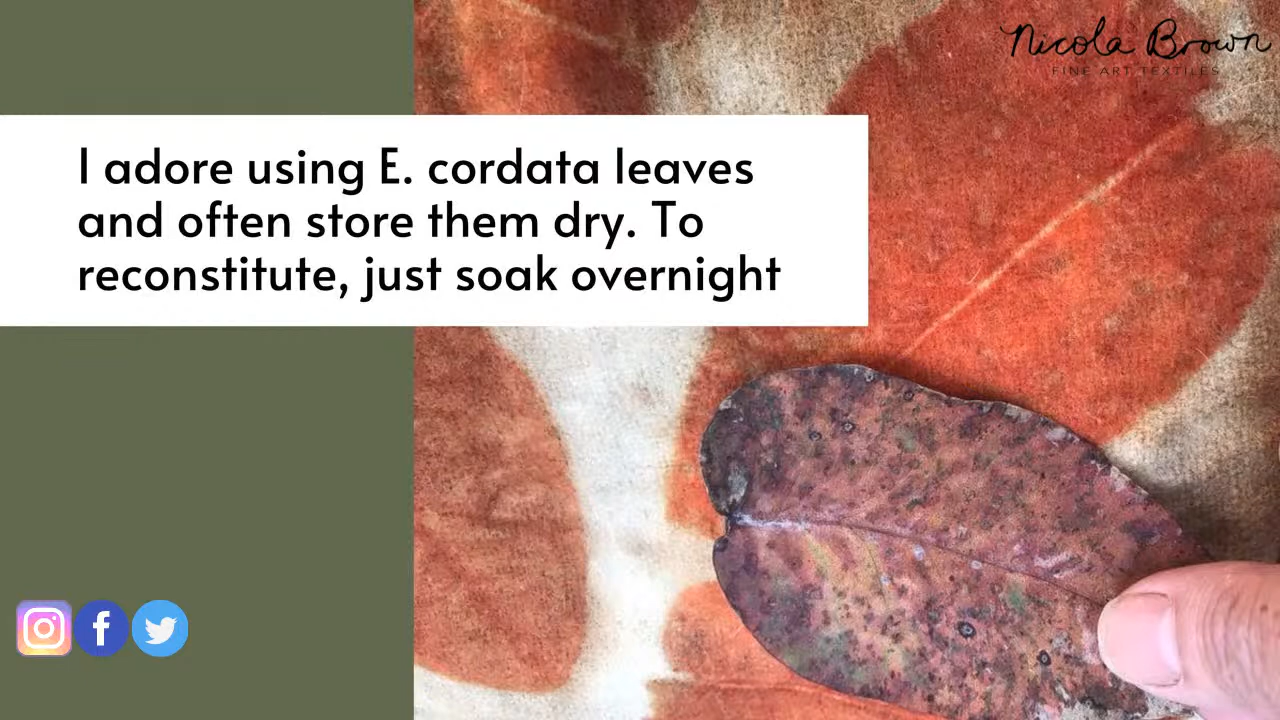 Nicola Brown
FINE ART TEXTILES
I adore using E. cordata leaves
and often store them dry. To
reconstitute, just soak overnight